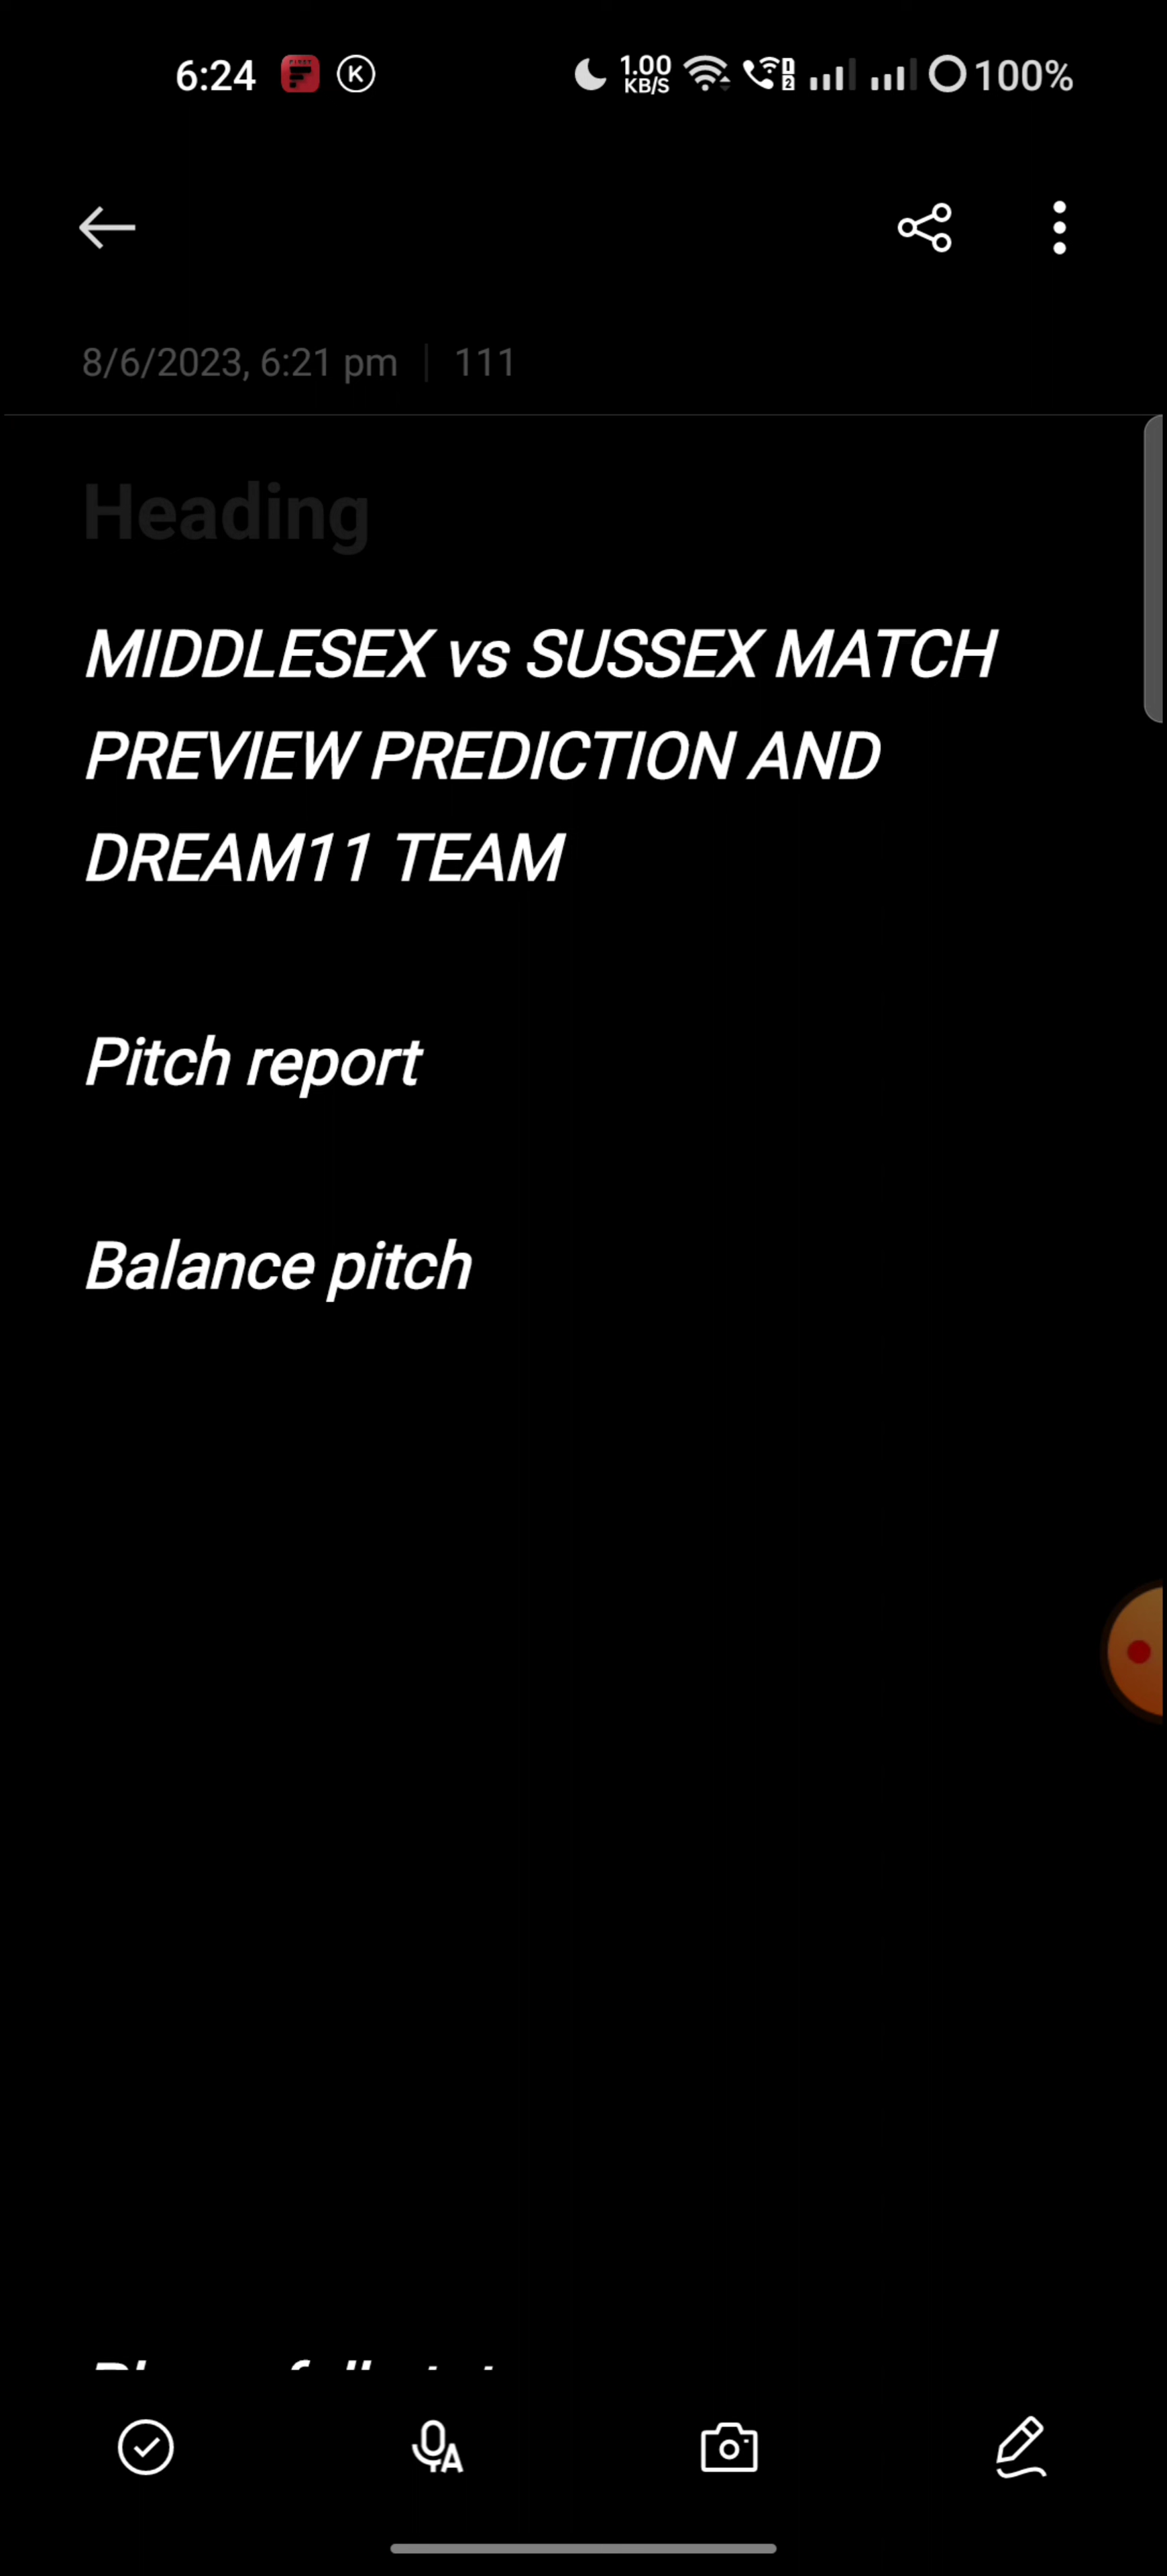 6:24
1.00 KB/S
100%
8/6/2023, 6:21 pm | 111
Heading
MIDDLESEX vs SUSSEX MATCH
PREVIEW PREDICTION AND
DREAM11 TEAM
Pitch report
Balance pitch